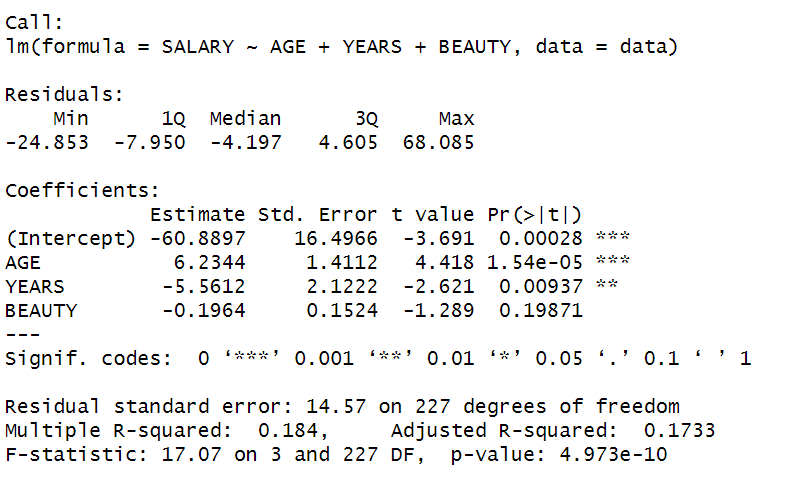 Call:
lm(formula = SALARY ~ AGE + YEARS + BEAUTY, data = data)
Residuals:
    Min      1Q  Median      3Q     Max
-24.853  -7.950  -4.197   4.605  68.085
Coefficients:
            Estimate Std. Error t value Pr(>|t|)
(Intercept) -60.8897    16.4966  -3.691  0.00028 ***
AGE           6.2344     1.4112   4.418 1.54e-05 ***
YEARS        -5.5612     2.1222  -2.621  0.00937 **
BEAUTY       -0.1964     0.1524  -1.289  0.19871
---
Signif. codes:  0 ‘***’ 0.001 ‘**’ 0.01 ‘*’ 0.05 ‘.’ 0.1 ‘ ’ 1
Residual standard error: 14.57 on 227 degrees of freedom
Multiple R-squared:  0.184,     Adjusted R-squared:  0.1733
F-statistic: 17.07 on 3 and 227 DF,  p-value: 4.973e-10